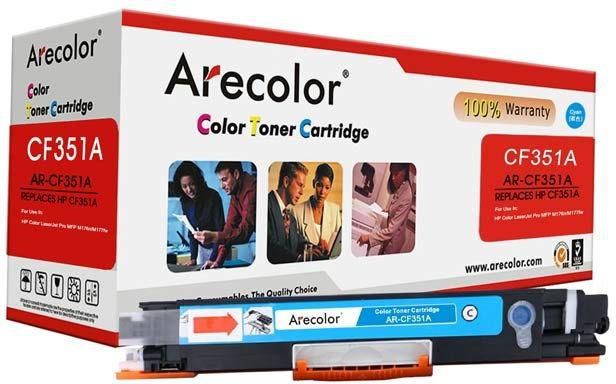 Arecolor®
Color
Toner Cartridge
CF351A
AR-CF351A
REPLACES HP CF351A
For Use In:
HP Color LaserJet Pro MFP M176n/M177fw
Arecolor®
Color Toner Cartridge
100% Warranty
Cyan
CF351A
AR-CF351A
REPLACES HP CF351A
For Use In:
HP Color LaserJet Pro MFP M176n/M177fw
www.arecolor.com
SGS
Consumables The Quality Choice
Arecolor®
Color Toner Cartridge
AR-CF351A
C